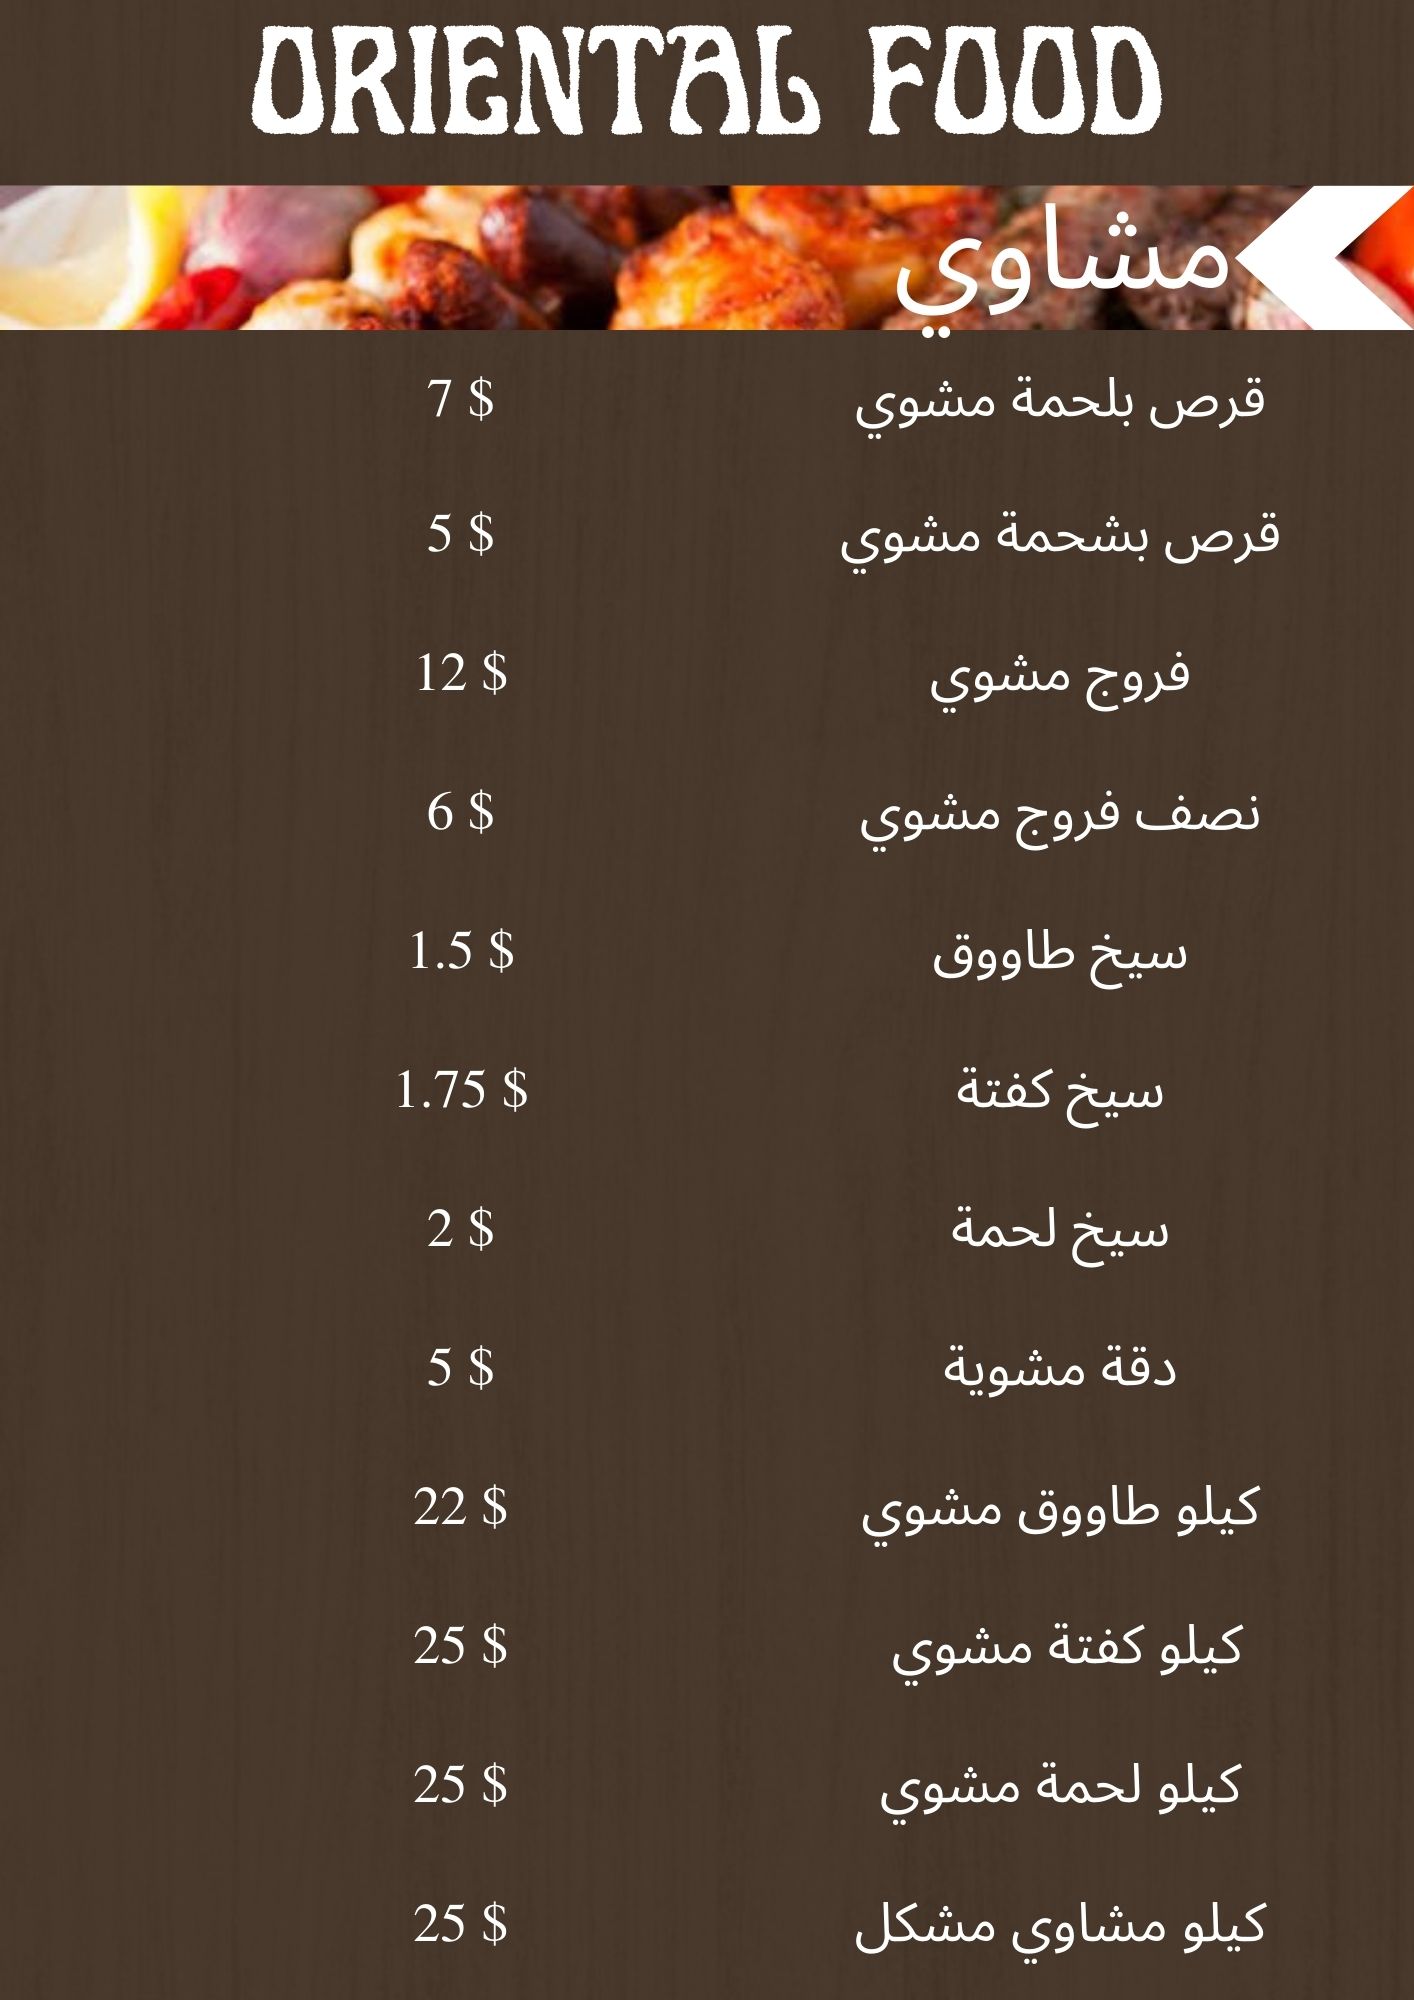 ORIENTAL FOOD
مشاوي
قرص بلحمة مشوي 7 $
قرص بشحمة مشوي 5 $
فروج مشوي 12 $
نصف فروج مشوي 6 $
سيخ طاووق 1.5 $
سيخ كفتة 1.75 $
سيخ لحمة 2 $
دقة مشوية 5 $
كيلو طاووق مشوي 22 $
كيلو كفتة مشوي 25 $
كيلو لحمة مشوي 25 $
كيلو مشاوي مشكل 25 $